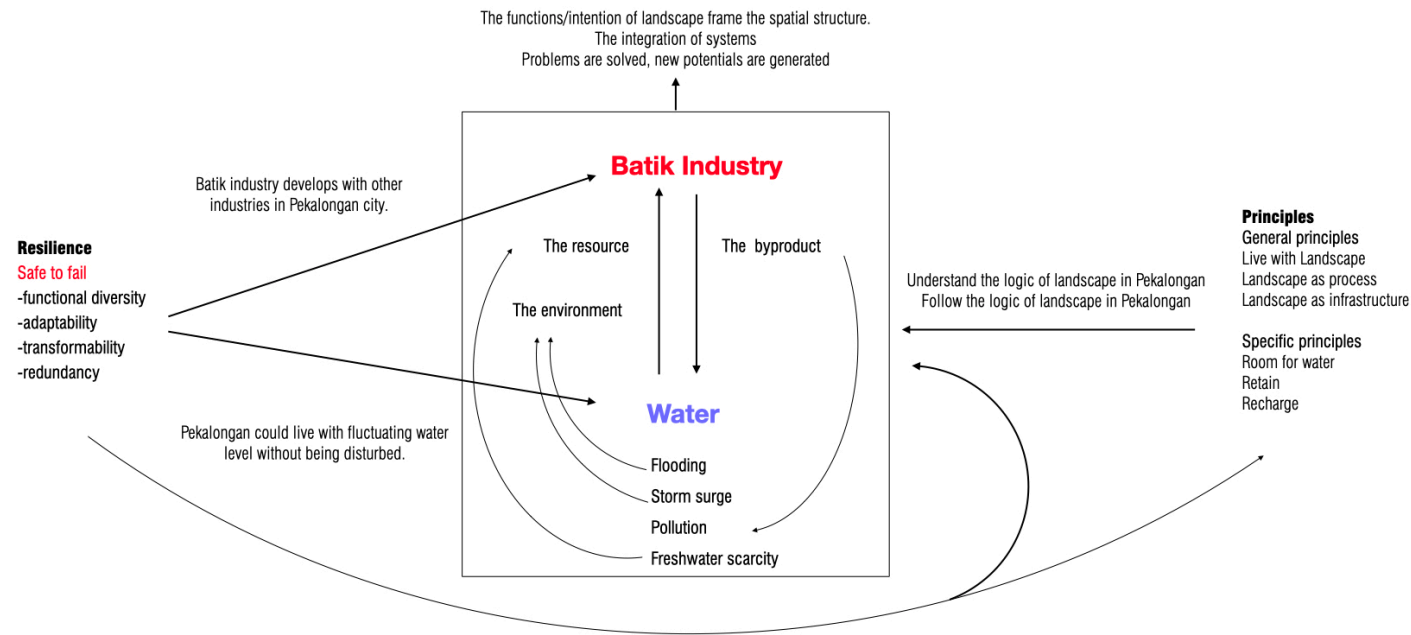 The functions/intention of landscape frame the spatial structure.
The integration of systems
Problems are solved, new potentials are generated
Batik Industry
Batik industry develops with other
industries in Pekalongan city.
Resilience
Safe to fail
-functional diversity
-adaptability
-transformability
-redundancy
The resource
The byproduct
The environment
Water
Pekalongan could live with fluctuating water
level without being disturbed.
Flooding
Storm surge
Pollution
Freshwater scarcity
Understand the logic of landscape in Pekalongan
Follow the logic of landscape in Pekalongan
Principles
General principles
Live with Landscape
Landscape as process
Landscape as infrastructure
Specific principles
Room for water
Retain
Recharge